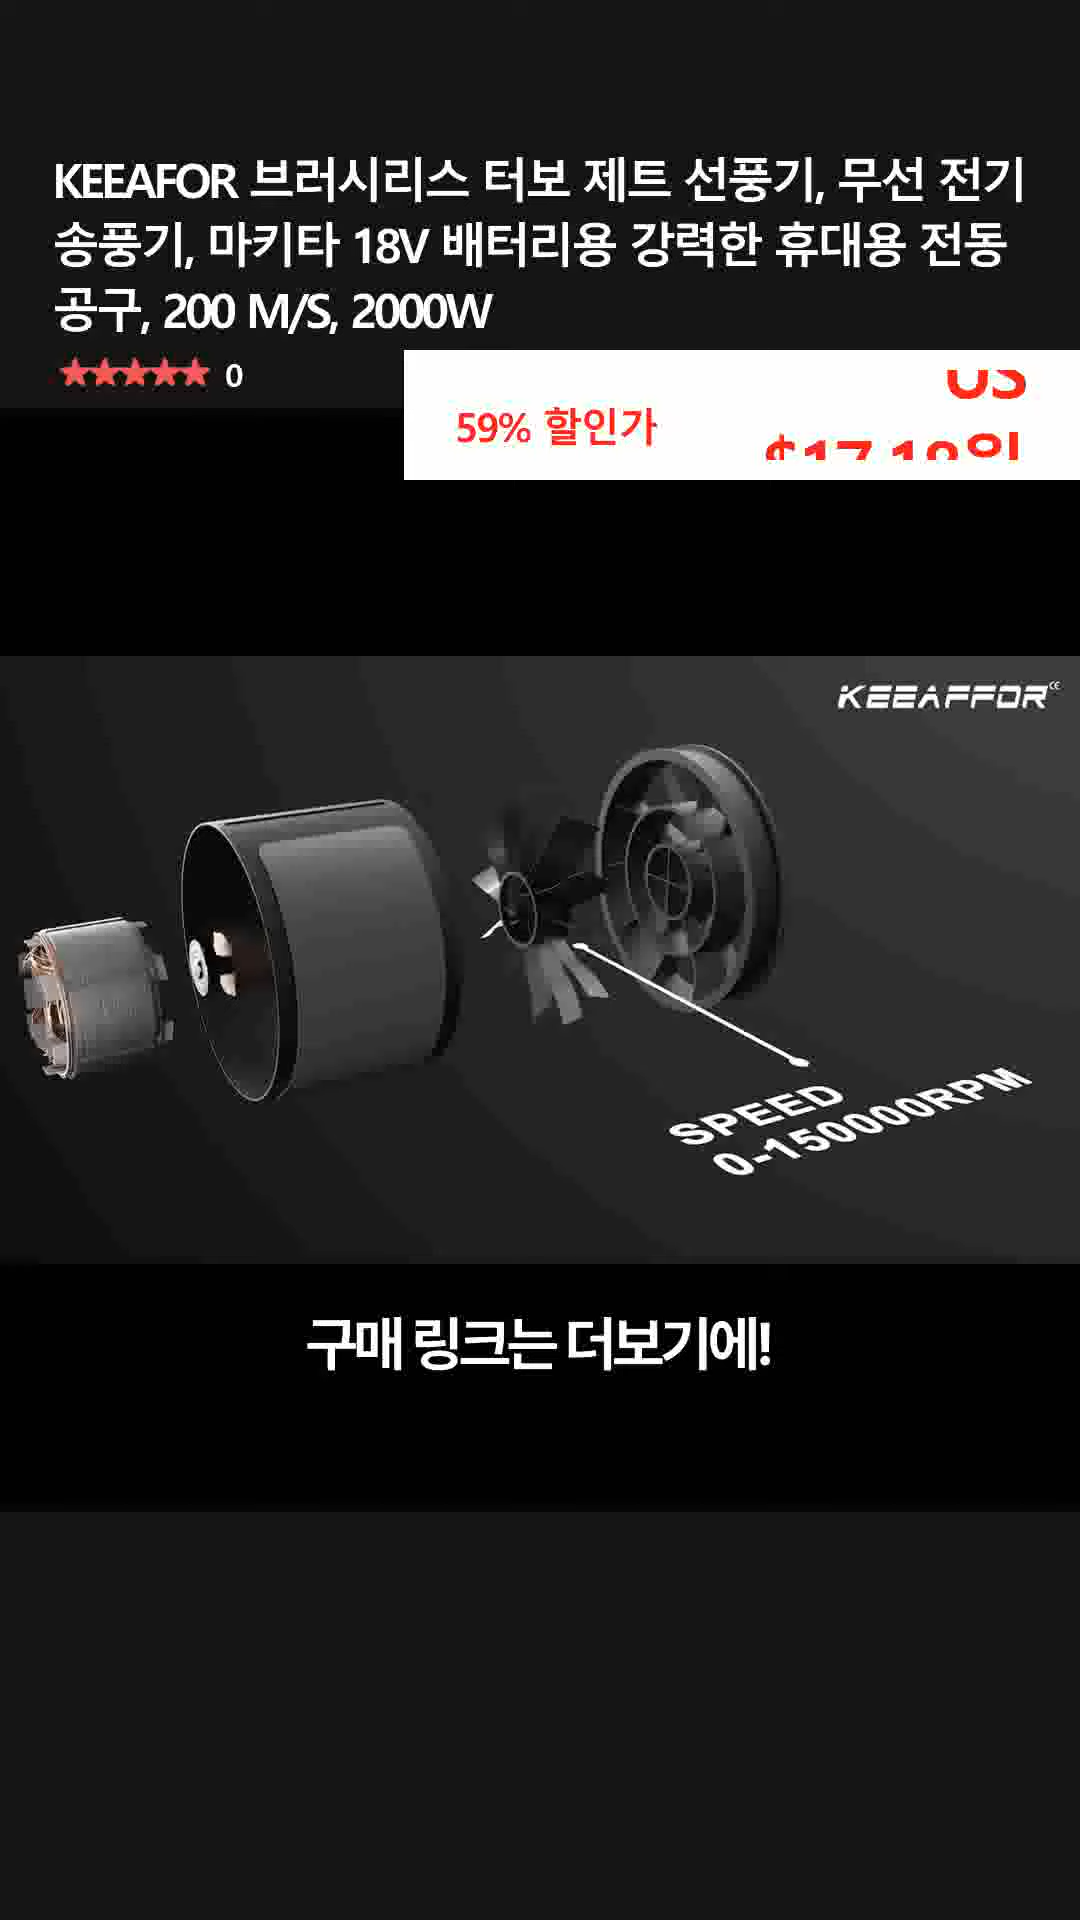 KEEAFOR 브러시리스 터보 제트 선풍기, 무선 전기
송풍기, 마키타 18V 배터리용 강력한 휴대용 전동
공구, 200 M/S, 2000W
★★★★★ 0
59% 할인가
KEEAFFOR CE
SPEED
0-150000RPM
구매 링크는 더보기에!